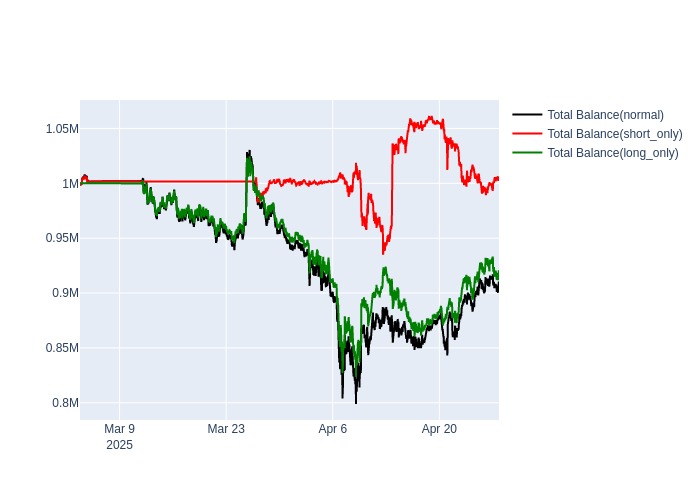 Total Balance(normal)
Total Balance(short_only)
Total Balance(long_only)
1.05M
1M
0.95M
0.9M
0.85M
0.8M
Mar 9
2025
Mar 23
Apr 6
Apr 20